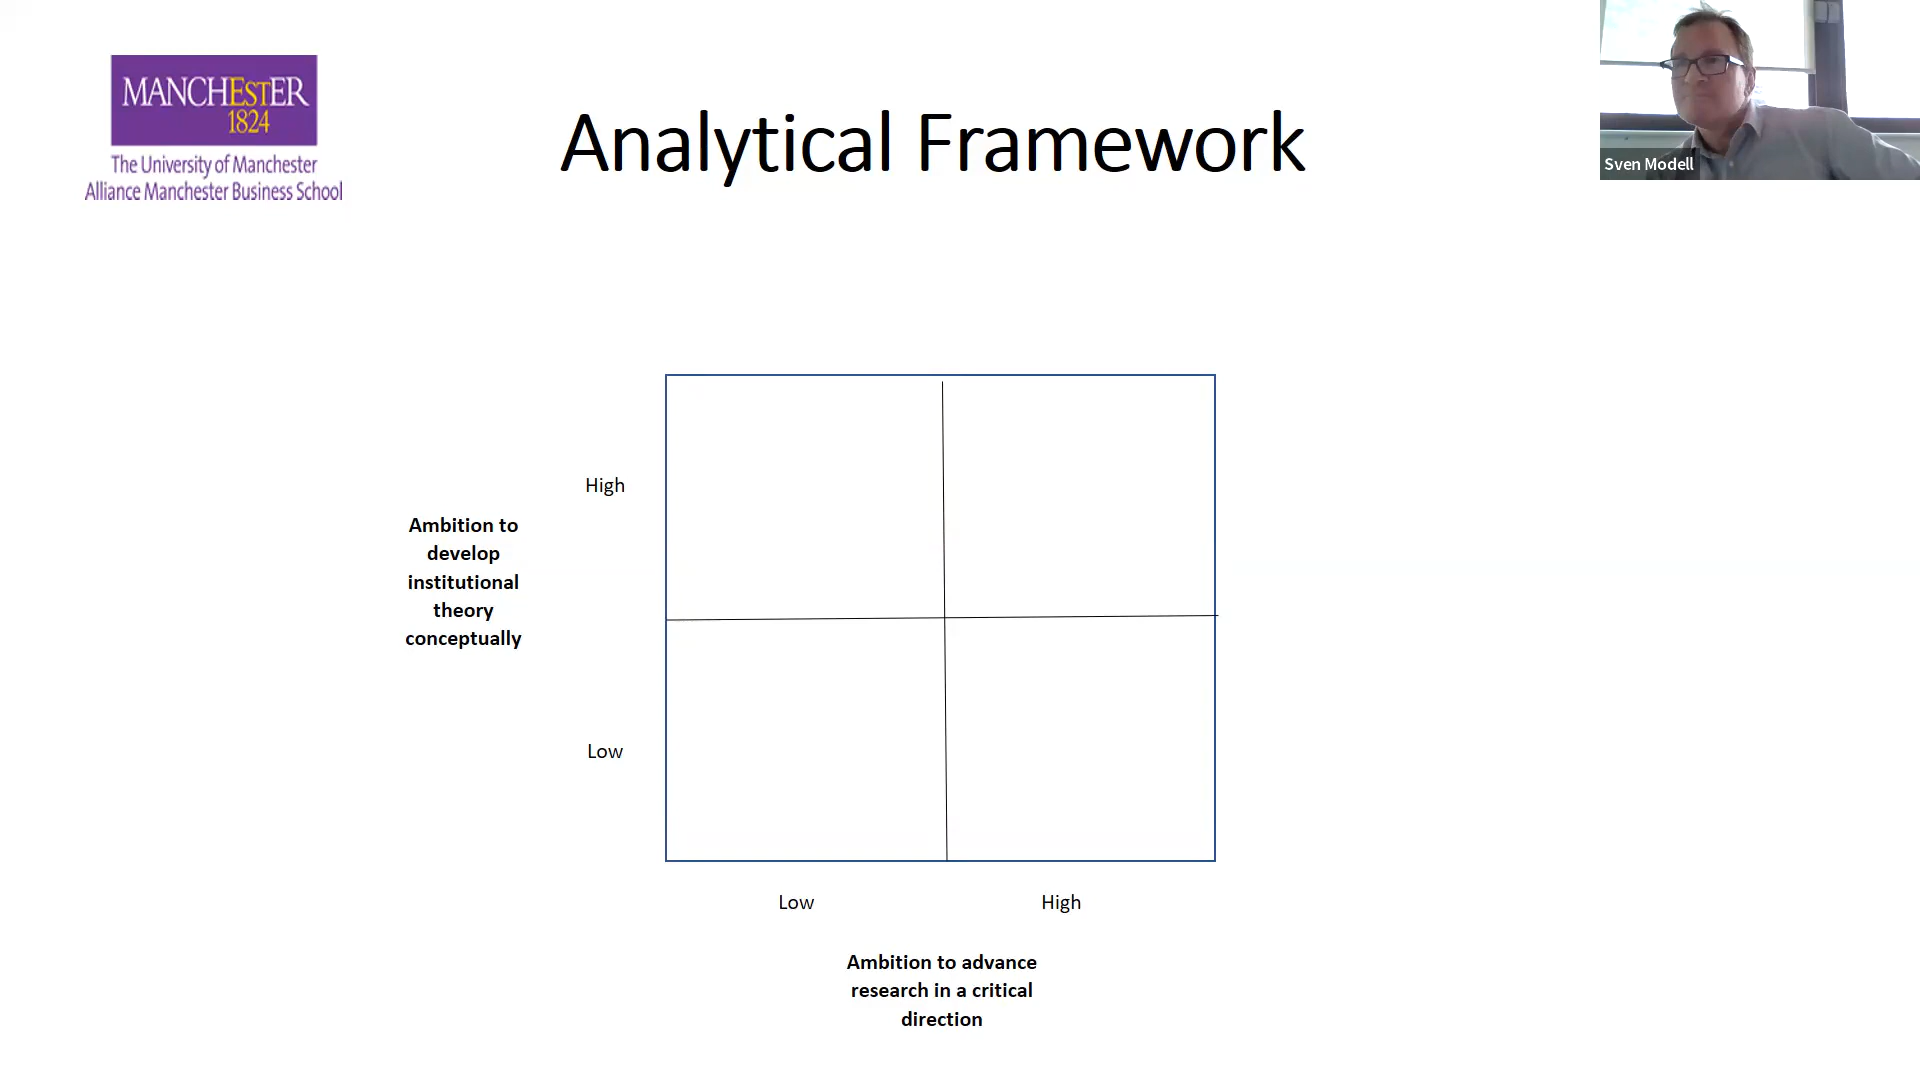 MANCHESTER
1824
The University of Manchester
Alliance Manchester Business School
Analytical Framework
Sven Modell
High
Ambition to
develop
institutional
theory
conceptually
Low
Low
High
Ambition to advance
research in a critical
direction